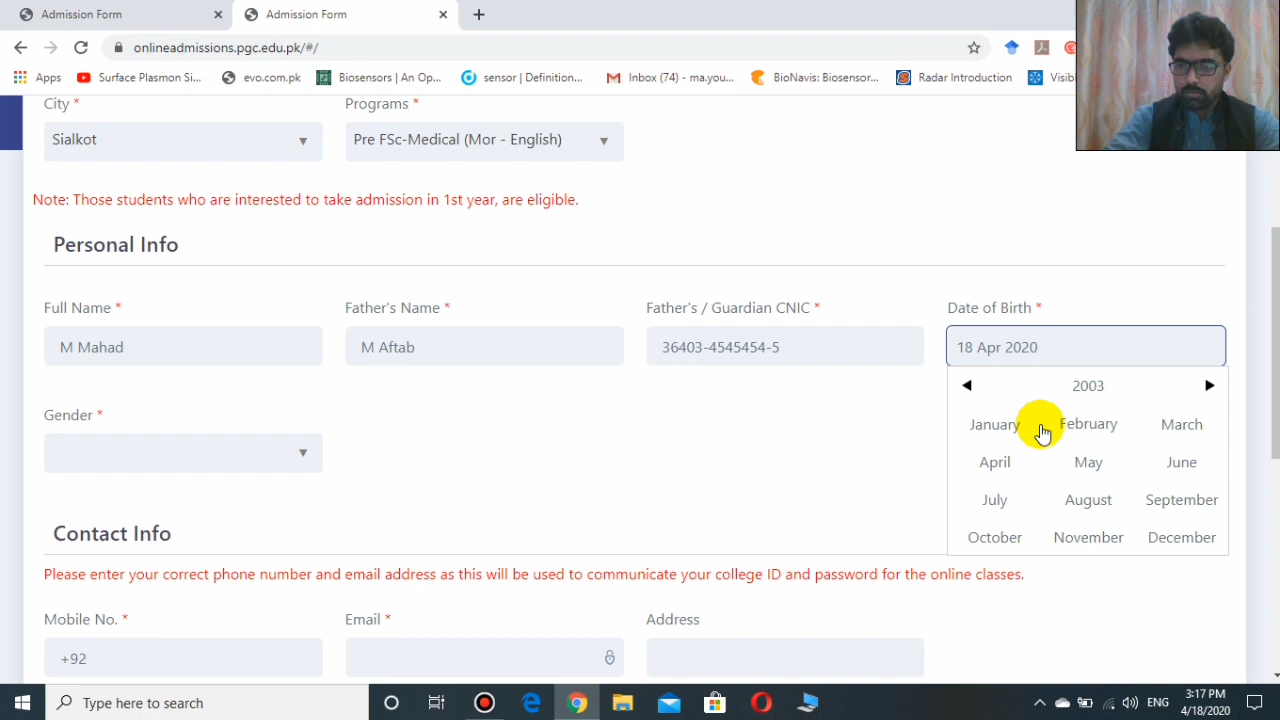 Admission Form
Admission Form
onlineadmissions.pgc.edu.pk/#/
Apps
Surface Plasmon Si...
evo.com.pk
Biosensors | An Op...
sensor | Definition...
Inbox (74) - ma.you...
BioNavis: Biosensor...
Radar Introduction
Visib
City *
Programs *
Sialkot
Pre FSc-Medical (Mor - English)
Note: Those students who are interested to take admission in 1st year, are eligible.
Personal Info
Full Name *
Father's Name *
Father's / Guardian CNIC *
Date of Birth *
M Mahad
M Aftab
36403-4545454-5
18 Apr 2020
2003
January
February
March
April
May
June
July
August
September
October
November
December
Gender *
Contact Info
Please enter your correct phone number and email address as this will be used to communicate your college ID and password for the online classes.
Mobile No. *
Email *
Address
+92
Type here to search
ENG
3:17 PM
4/18/2020